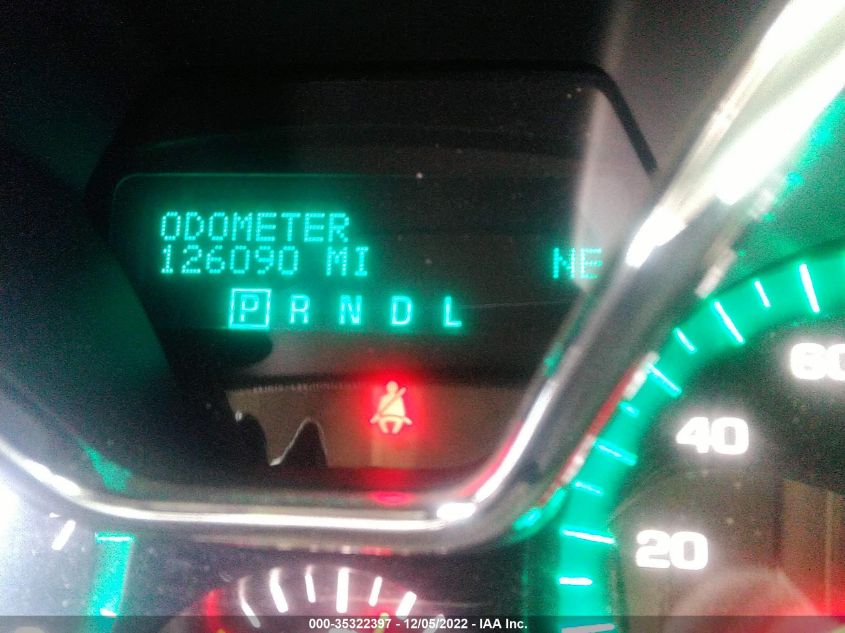 ODOMETER
126090 MI NE
P R N D L
60
40
20
000-35322397 - 12/05/2022 - IAA Inc.